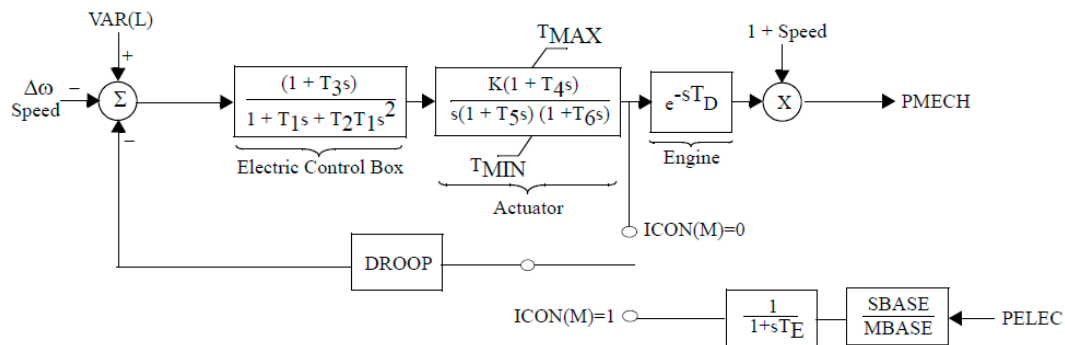 VAR(L)
+
Δω
Speed
−
Σ
−
(1 + T3s)
1 + T1s + T2T1s²
Electric Control Box
TMAX
K(1 + T4s)
s(1 + T5s) (1 +T6s)
TMIN
Actuator
e-sTD
Engine
1 + Speed
X
PMECH
ICON(M)=0
DROOP
ICON(M)=1
1
1+sTE
SBASE
MBASE
PELEC